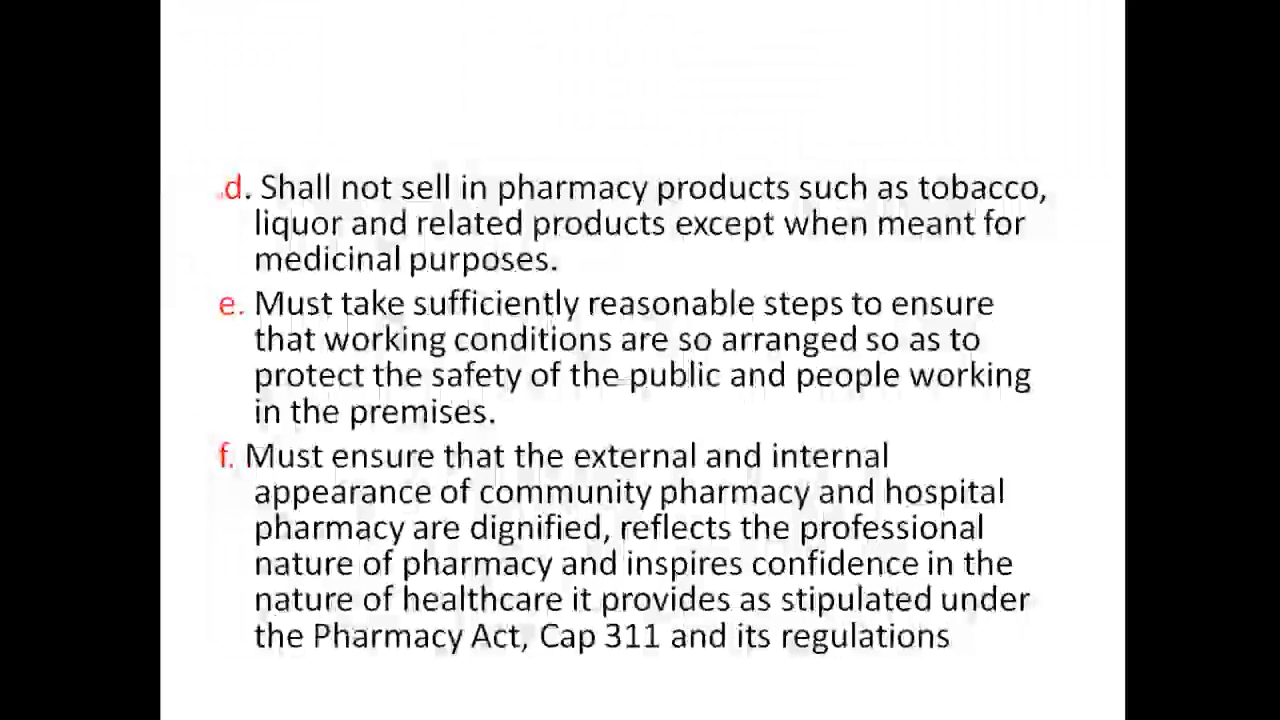 d. Shall not sell in pharmacy products such as tobacco,
liquor and related products except when meant for
medicinal purposes.
e. Must take sufficiently reasonable steps to ensure
that working conditions are so arranged so as to
protect the safety of the public and people working
in the premises.
f. Must ensure that the external and internal
appearance of community pharmacy and hospital
pharmacy are dignified, reflects the professional
nature of pharmacy and inspires confidence in the
nature of healthcare it provides as stipulated under
the Pharmacy Act, Cap 311 and its regulations